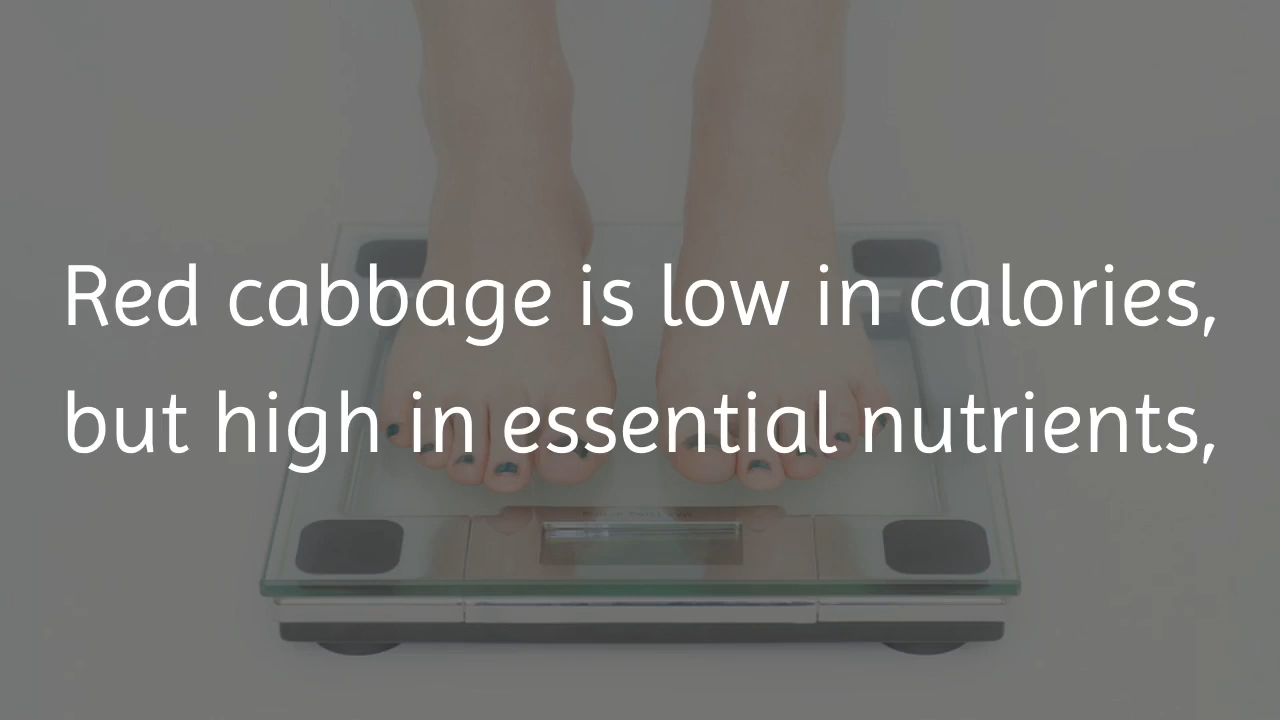 Red cabbage is low in calories,
but high in essential nutrients,